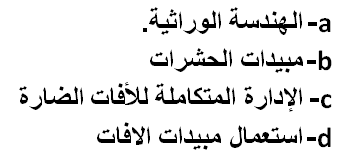 a- الهندسة الوراثية.
b- مبيدات الحشرات
c- الإدارة المتكاملة للأفات الضارة
d- استعمال مبيدات الافات